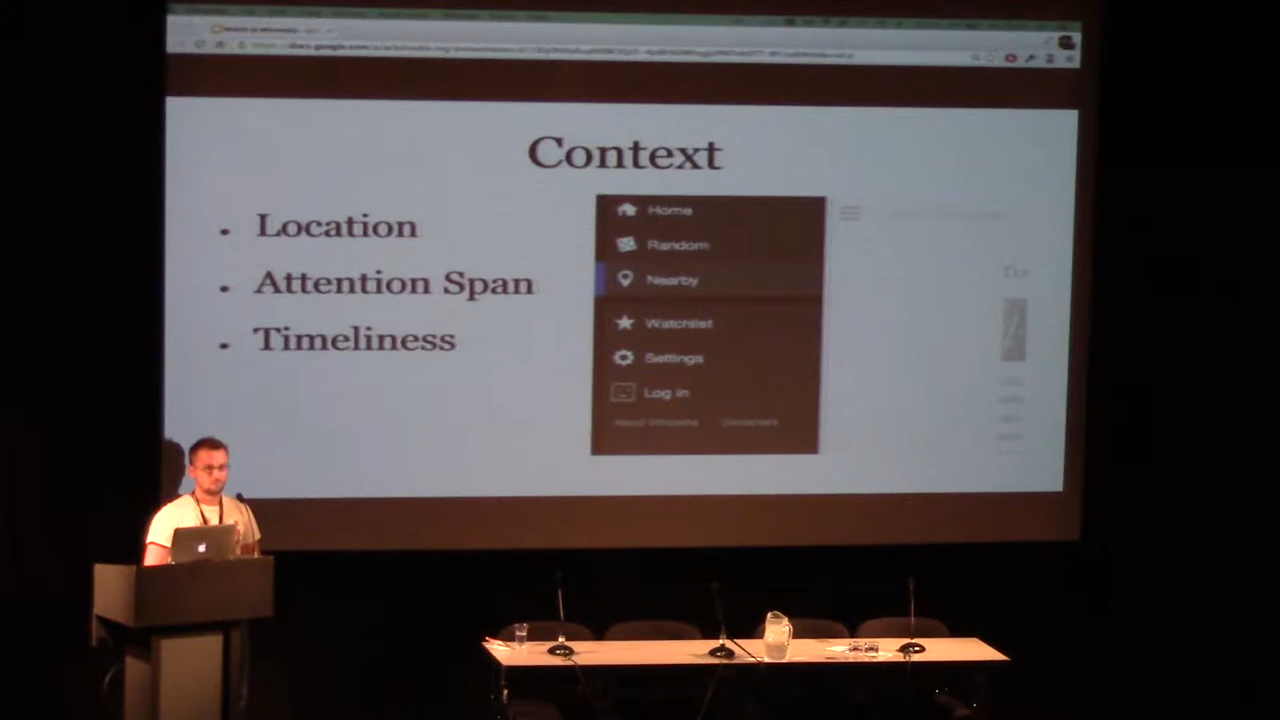 Context
Location
Attention Span
Timeliness
Home
Random
Nearby
Watchlist
Settings
Log in